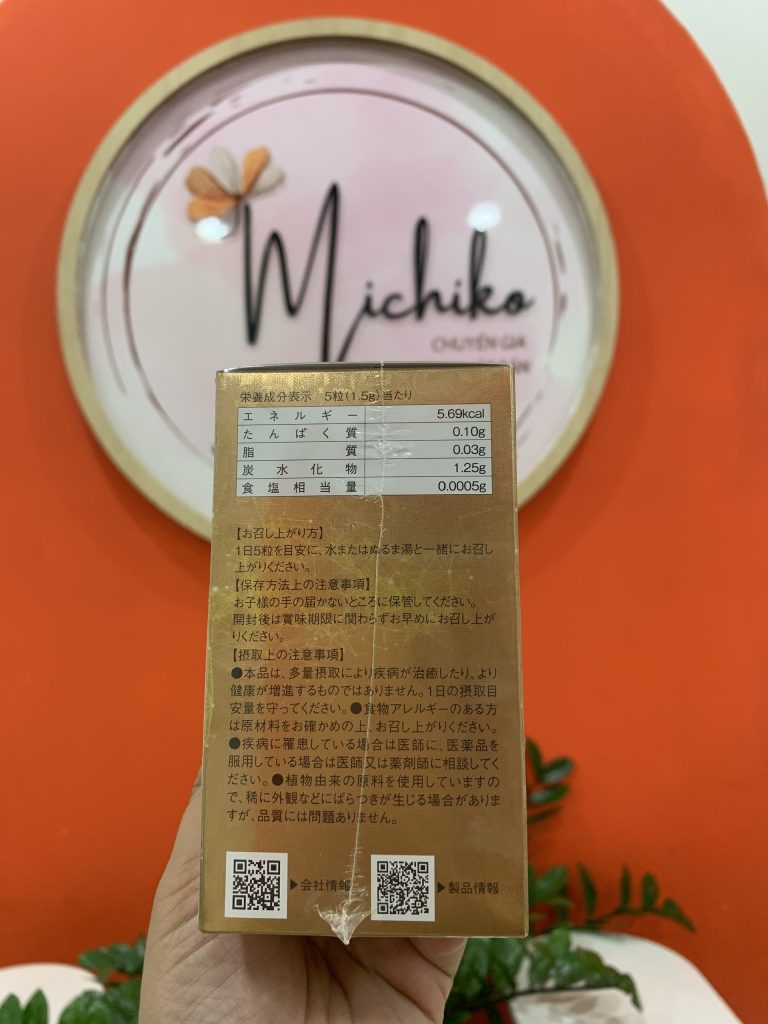 Michiko
CHUYÊN GIA
栄養成分表示 5粒(1.5g)当たり
エネルギー 5.69kcal
たんぱく質 0.10g
脂質 0.03g
炭水化物 1.25g
食塩相当量 0.0005g
【お召し上がり方】
1日5粒を目安に、水またはぬるま湯と一緒にお召し
上がりください。
【保存方法上の注意事項】
お子様の手の届かないところに保管してください。
開封後は賞味期限に関わらずお早めにお召し上が
りください。
【摂取上の注意事項】
●本品は、多量摂取により疾病が治癒したり、より
健康が増進するものではありません。1日の摂取目
安量を守ってください。●食物アレルギーのある方
は原材料をお確かめの上、お召し上がりください。
●疾病に罹患している場合は医師に、医薬品を
服用している場合は医師又は薬剤師に相談してく
ださい。●植物由来の原料を使用していますの
で、稀に外観などにばらつきが生じる場合がありま
すが、品質には問題ありません。
▶会社情報 ▶製品情報